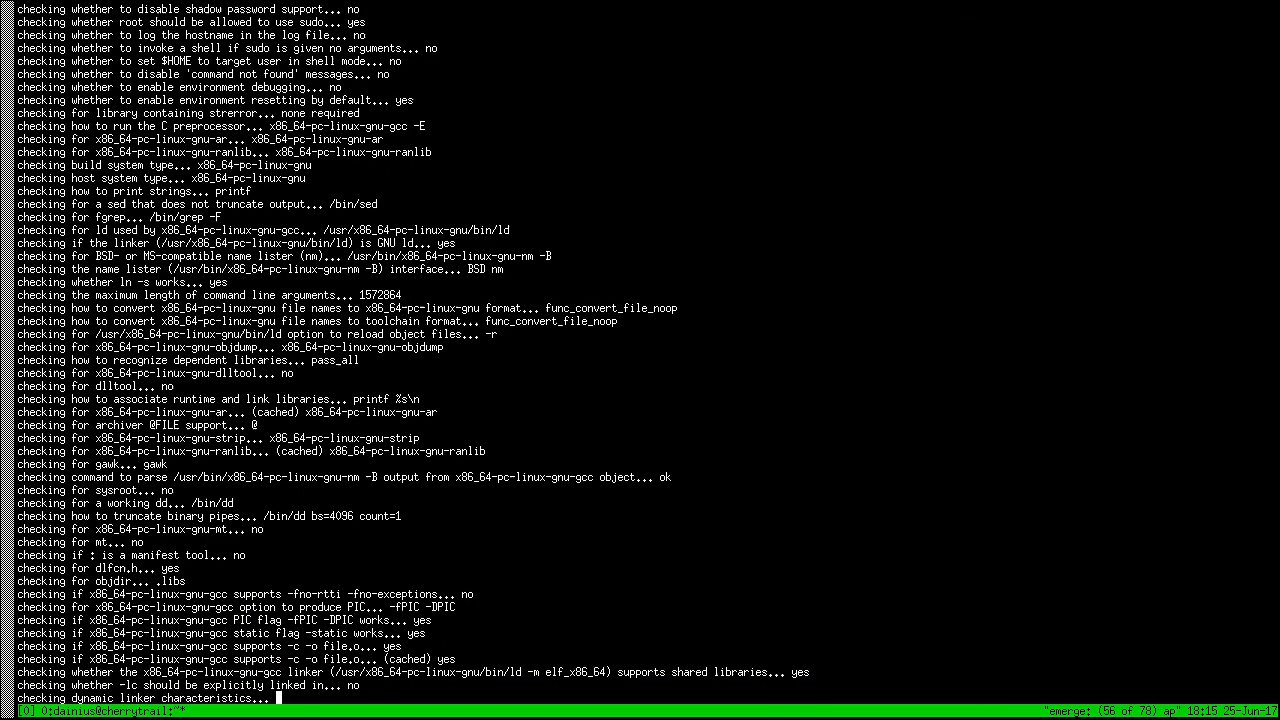 checking whether to disable shadow password support... no
checking whether root should be allowed to use sudo... yes
checking whether to log the hostname in the log file... no
checking whether to invoke a shell if sudo is given no arguments... no
checking whether to set $HOME to target user in shell mode... no
checking whether to disable 'command not found' messages... no
checking whether to enable environment debugging... no
checking whether to enable environment resetting by default... yes
checking for library containing strerror... none required
checking how to run the C preprocessor... x86_64-pc-linux-gnu-gcc -E
checking for x86_64-pc-linux-gnu-ar... x86_64-pc-linux-gnu-ar
checking for x86_64-pc-linux-gnu-ranlib... x86_64-pc-linux-gnu-ranlib
checking build system type... x86_64-pc-linux-gnu
checking host system type... x86_64-pc-linux-gnu
checking how to print strings... printf
checking for a sed that does not truncate output... /bin/sed
checking for fgrep... /bin/grep -F
checking for ld used by x86_64-pc-linux-gnu-gcc... /usr/x86_64-pc-linux-gnu/bin/ld
checking if the linker (/usr/x86_64-pc-linux-gnu/bin/ld) is GNU ld... yes
checking for BSD- or MS-compatible name lister (nm)... /usr/bin/x86_64-pc-linux-gnu-nm -B
checking the name lister (/usr/bin/x86_64-pc-linux-gnu-nm -B) interface... BSD nm
checking whether ln -s works... yes
checking the maximum length of command line arguments... 1572864
checking how to convert x86_64-pc-linux-gnu file names to x86_64-pc-linux-gnu format... func_convert_file_noop
checking how to convert x86_64-pc-linux-gnu file names to toolchain format... func_convert_file_noop
checking for /usr/x86_64-pc-linux-gnu/bin/ld option to reload object files... -r
checking for x86_64-pc-linux-gnu-objdump... x86_64-pc-linux-gnu-objdump
checking how to recognize dependent libraries... pass_all
checking for x86_64-pc-linux-gnu-dlltool... no
checking for dlltool... no
checking how to associate runtime and link libraries... printf %s\n
checking for x86_64-pc-linux-gnu-ar... (cached) x86_64-pc-linux-gnu-ar
checking for archiver @FILE support... @
checking for x86_64-pc-linux-gnu-strip... x86_64-pc-linux-gnu-strip
checking for x86_64-pc-linux-gnu-ranlib... (cached) x86_64-pc-linux-gnu-ranlib
checking for gawk... gawk
checking command to parse /usr/bin/x86_64-pc-linux-gnu-nm -B output from x86_64-pc-linux-gnu-gcc object... ok
checking for sysroot... no
checking for a working dd... /bin/dd
checking how to truncate binary pipes... /bin/dd bs=4096 count=1
checking for x86_64-pc-linux-gnu-mt... no
checking for mt... no
checking if : is a manifest tool... no
checking for dlfcn.h... yes
checking for objdir... .libs
checking if x86_64-pc-linux-gnu-gcc supports -fno-rtti -fno-exceptions... no
checking for x86_64-pc-linux-gnu-gcc option to produce PIC... -fPIC -DPIC
checking if x86_64-pc-linux-gnu-gcc PIC flag -fPIC -DPIC works... yes
checking if x86_64-pc-linux-gnu-gcc static flag -static works... yes
checking if x86_64-pc-linux-gnu-gcc supports -c -o file.o... yes
checking if x86_64-pc-linux-gnu-gcc supports -c -o file.o... (cached) yes
checking whether the x86_64-pc-linux-gnu-gcc linker (/usr/x86_64-pc-linux-gnu/bin/ld -m elf_x86_64) supports shared libraries... yes
checking whether -lc should be explicitly linked in... no
checking dynamic linker characteristics...
[0] 0:dainius@cherrytrail:~* "emerge: (56 of 78) ap" 18:15 25-Jun-17